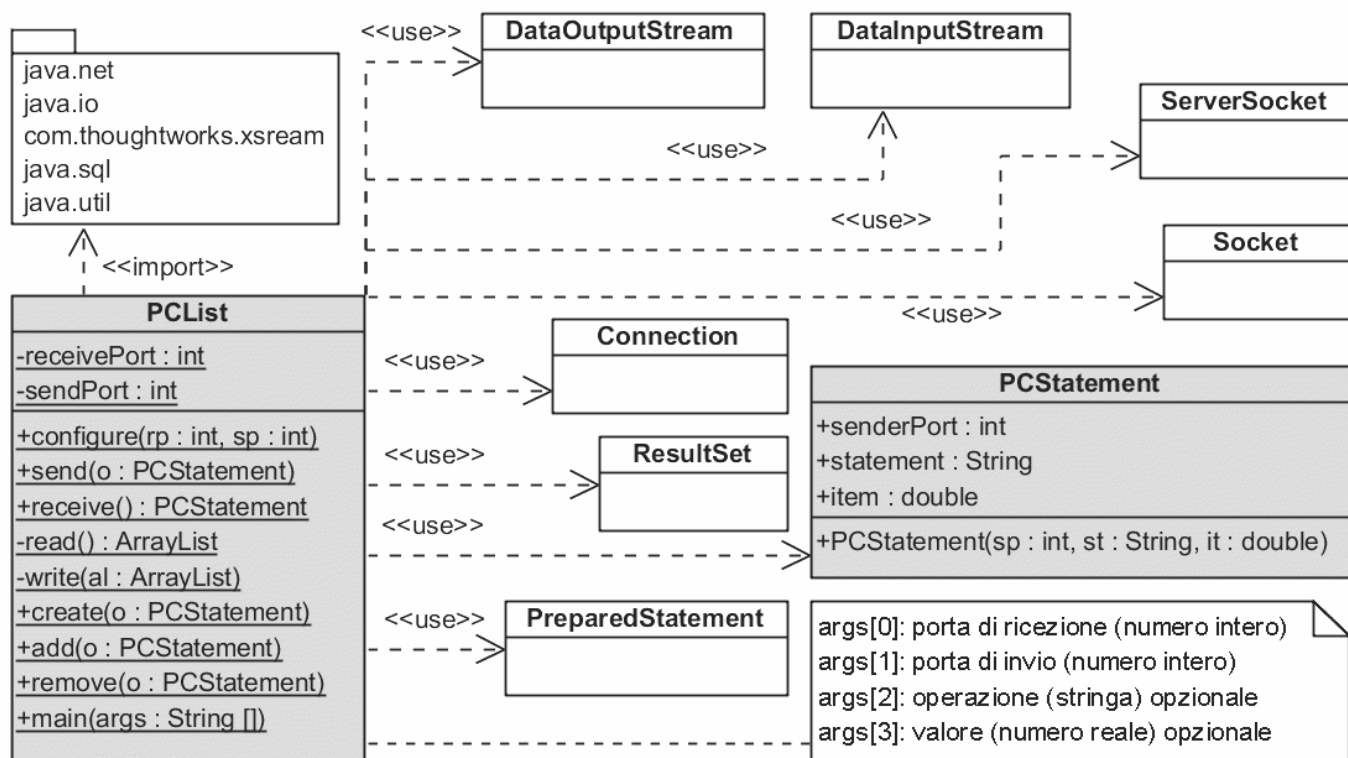 java.net
java.io
com.thoughtworks.xsream
java.sql
java.util
<<import>>
<<use>>
DataOutputStream
DataInputStream
<<use>>
ServerSocket
<<use>>
Socket
<<use>>
PCList
-receivePort : int
-sendPort : int
+configure(rp : int, sp : int)
+send(o : PCStatement)
+receive() : PCStatement
-read() : ArrayList
-write(al : ArrayList)
+create(o : PCStatement)
+add(o : PCStatement)
+remove(o : PCStatement)
+main(args : String [])
<<use>>
Connection
<<use>>
ResultSet
<<use>>
PCStatement
+senderPort : int
+statement : String
+item : double
+PCStatement(sp : int, st : String, it : double)
<<use>>
PreparedStatement
args[0]: porta di ricezione (numero intero)
args[1]: porta di invio (numero intero)
args[2]: operazione (stringa) opzionale
args[3]: valore (numero reale) opzionale